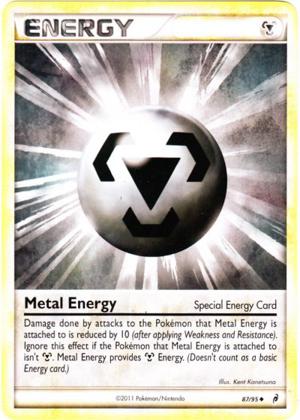 ENERGY
Metal Energy Special Energy Card
Damage done by attacks to the Pokémon that Metal Energy is
attached to is reduced by 10 (after applying Weakness and Resistance).
Ignore this effect if the Pokémon that Metal Energy is attached to
isn't . Metal Energy provides Energy. (Doesn't count as a basic
Energy card.)
Illus. Kent Kanetsuna
©2011 Pokémon/Nintendo 87/95